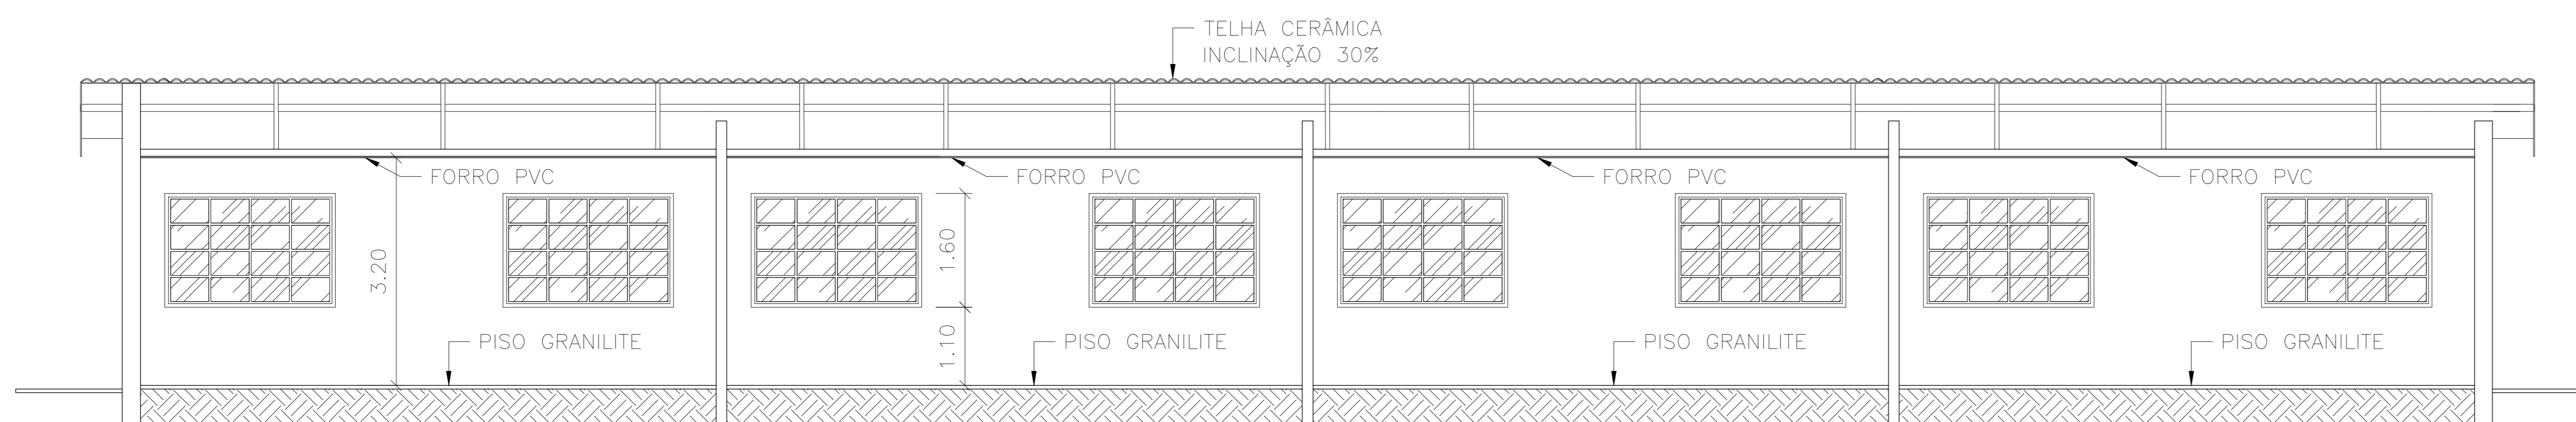 TELHA CERÂMICA
INCLINAÇÃO 30%
FORRO PVC
FORRO PVC
FORRO PVC
FORRO PVC
3.20
1.60
1.10
PISO GRANILITE
PISO GRANILITE
PISO GRANILITE
PISO GRANILITE